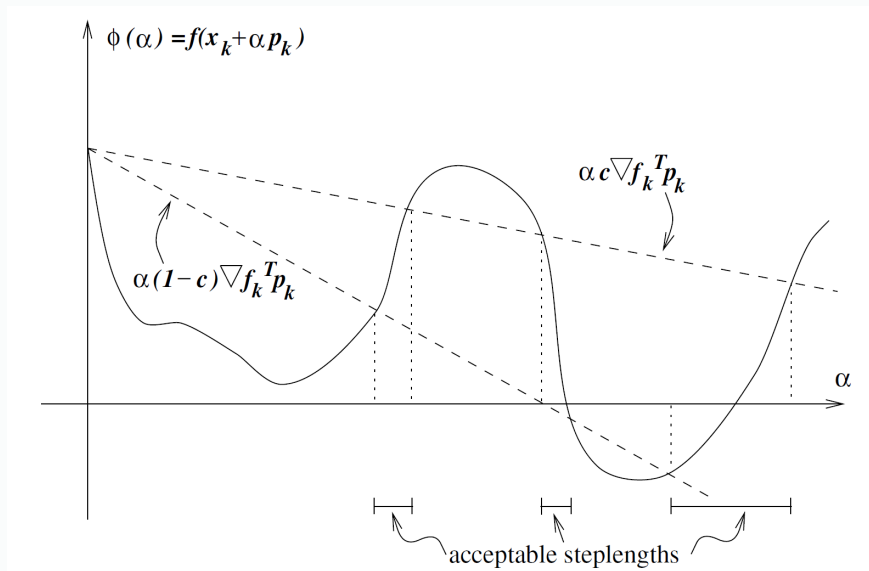 ϕ(α) = f(x_k + αp_k)
αc∇f_k^T p_k
α(1−c)∇f_k^T p_k
α
acceptable steplengths